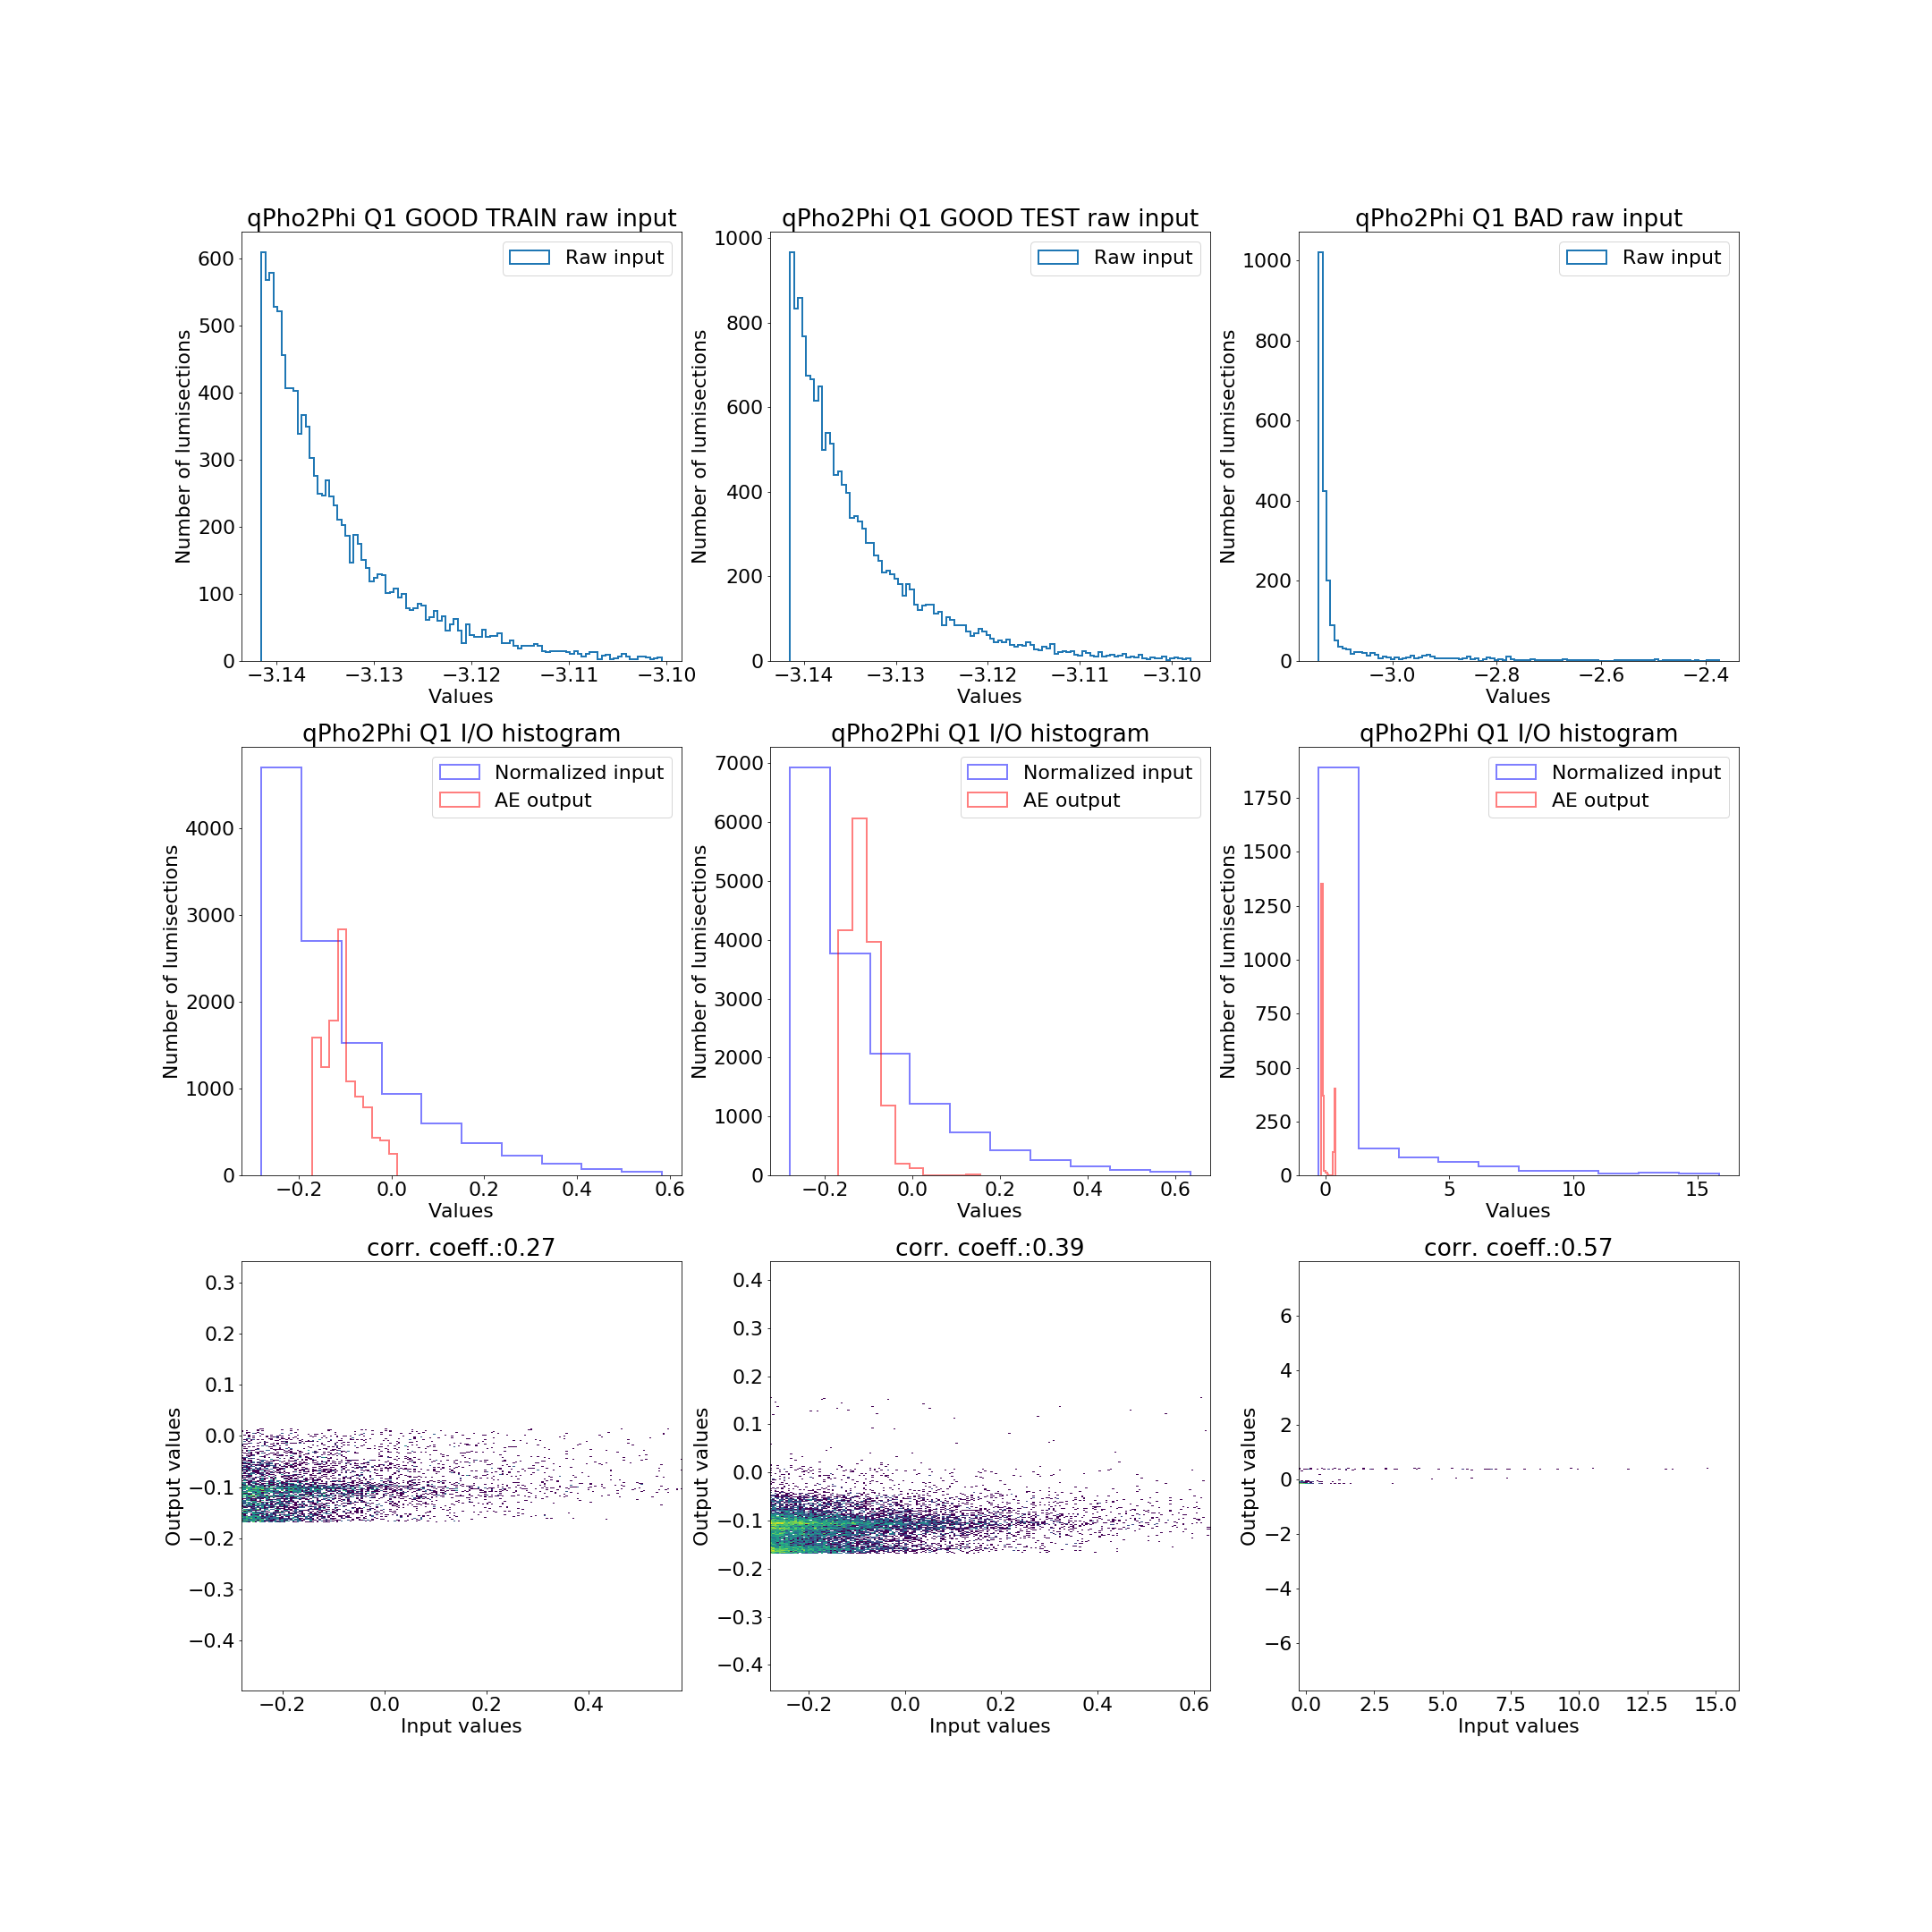 qPho2Phi Q1 GOOD TRAIN raw input
Raw input
Number of lumisections
600
500
400
300
200
100
0
−3.14 −3.13 −3.12 −3.11 −3.10
Values
qPho2Phi Q1 GOOD TEST raw input
Raw input
Number of lumisections
1000
800
600
400
200
0
−3.14 −3.13 −3.12 −3.11 −3.10
Values
qPho2Phi Q1 BAD raw input
Raw input
Number of lumisections
1000
800
600
400
200
0
−3.0 −2.8 −2.6 −2.4
Values
qPho2Phi Q1 I/O histogram
Normalized input
AE output
Number of lumisections
4000
3000
2000
1000
0
−0.2 0.0 0.2 0.4 0.6
Values
qPho2Phi Q1 I/O histogram
Normalized input
AE output
Number of lumisections
7000
6000
5000
4000
3000
2000
1000
0
−0.2 0.0 0.2 0.4 0.6
Values
qPho2Phi Q1 I/O histogram
Normalized input
AE output
Number of lumisections
1750
1500
1250
1000
750
500
250
0
0 5 10 15
Values
corr. coeff.:0.27
Output values
0.3
0.2
0.1
0.0
−0.1
−0.2
−0.3
−0.4
−0.2 0.0 0.2 0.4
Input values
corr. coeff.:0.39
Output values
0.4
0.3
0.2
0.1
0.0
−0.1
−0.2
−0.3
−0.4
−0.2 0.0 0.2 0.4 0.6
Input values
corr. coeff.:0.57
Output values
6
4
2
0
−2
−4
−6
0.0 2.5 5.0 7.5 10.0 12.5 15.0
Input values